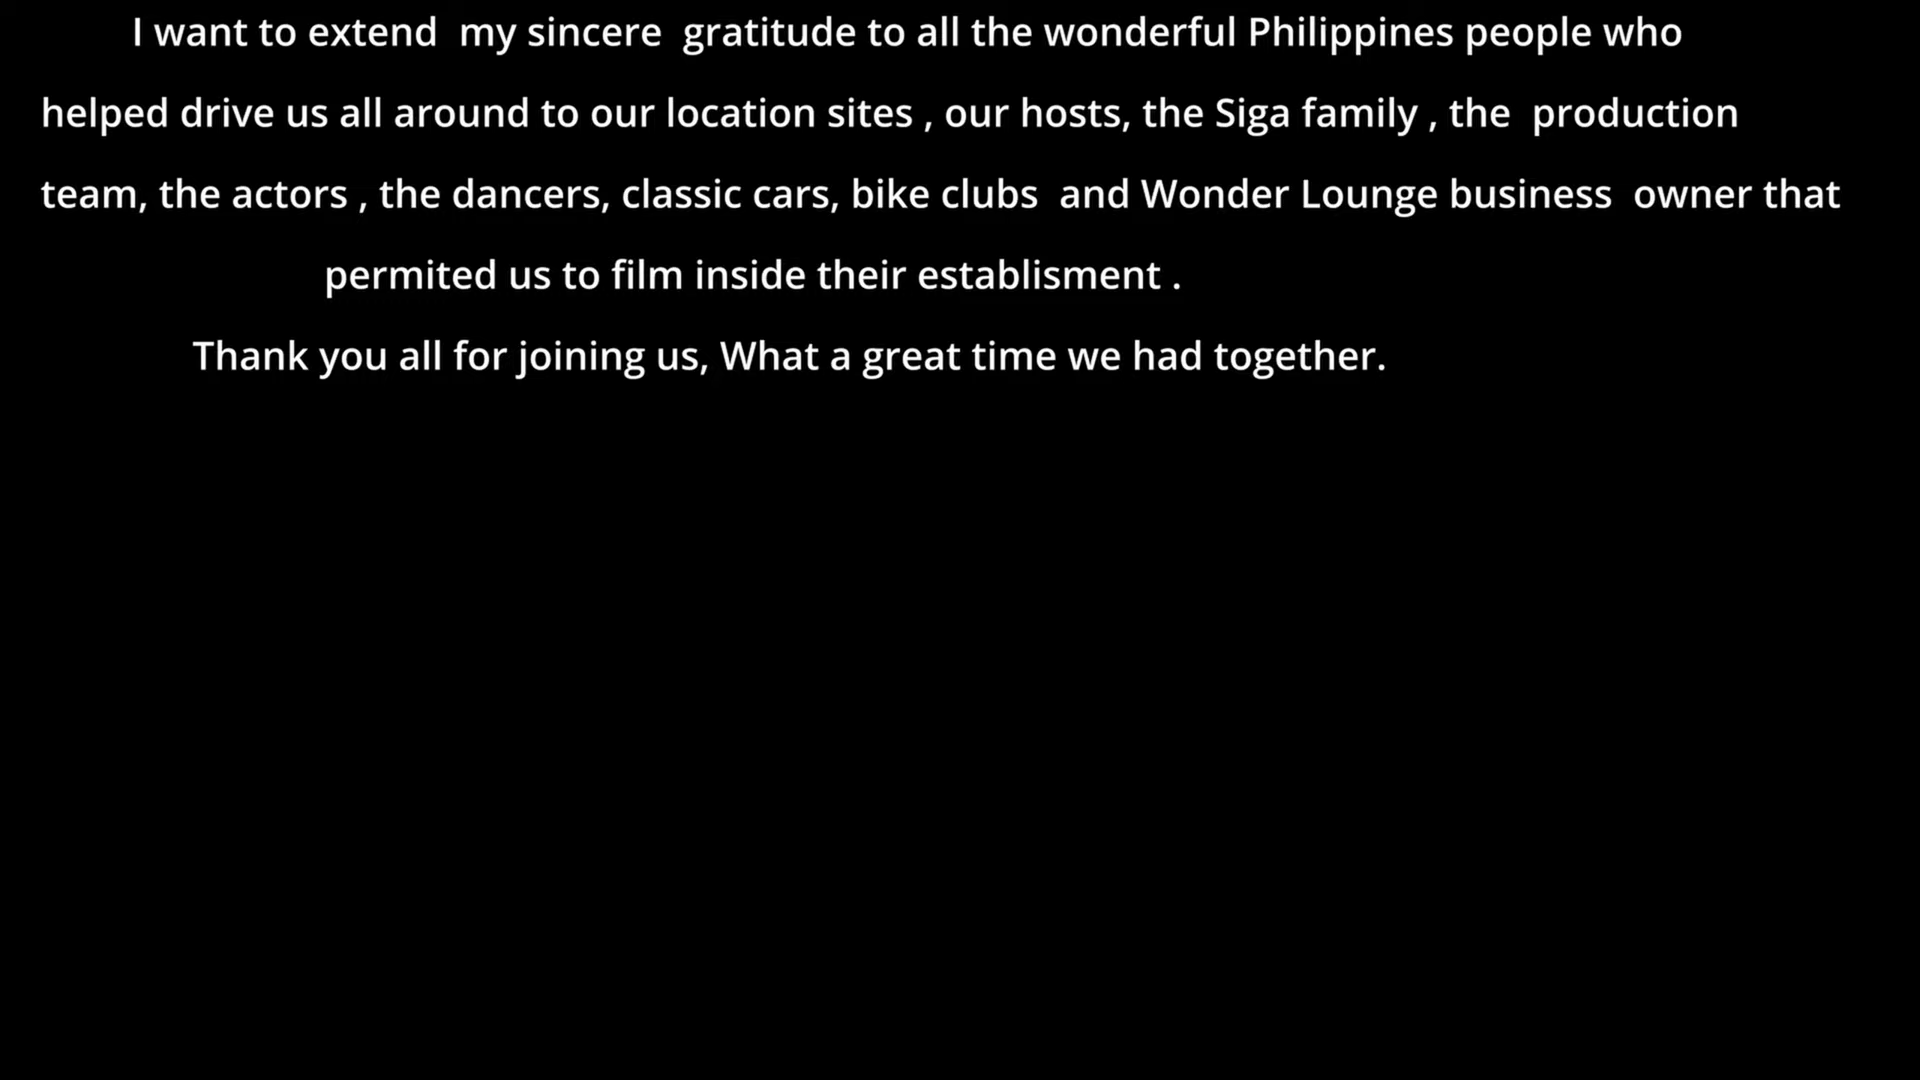 I want to extend  my sincere  gratitude to all the wonderful Philippines people who
helped drive us all around to our location sites , our hosts, the Siga family , the  production
team, the actors , the dancers, classic cars, bike clubs  and Wonder Lounge business  owner that
permited us to film inside their establisment .
Thank you all for joining us, What a great time we had together.